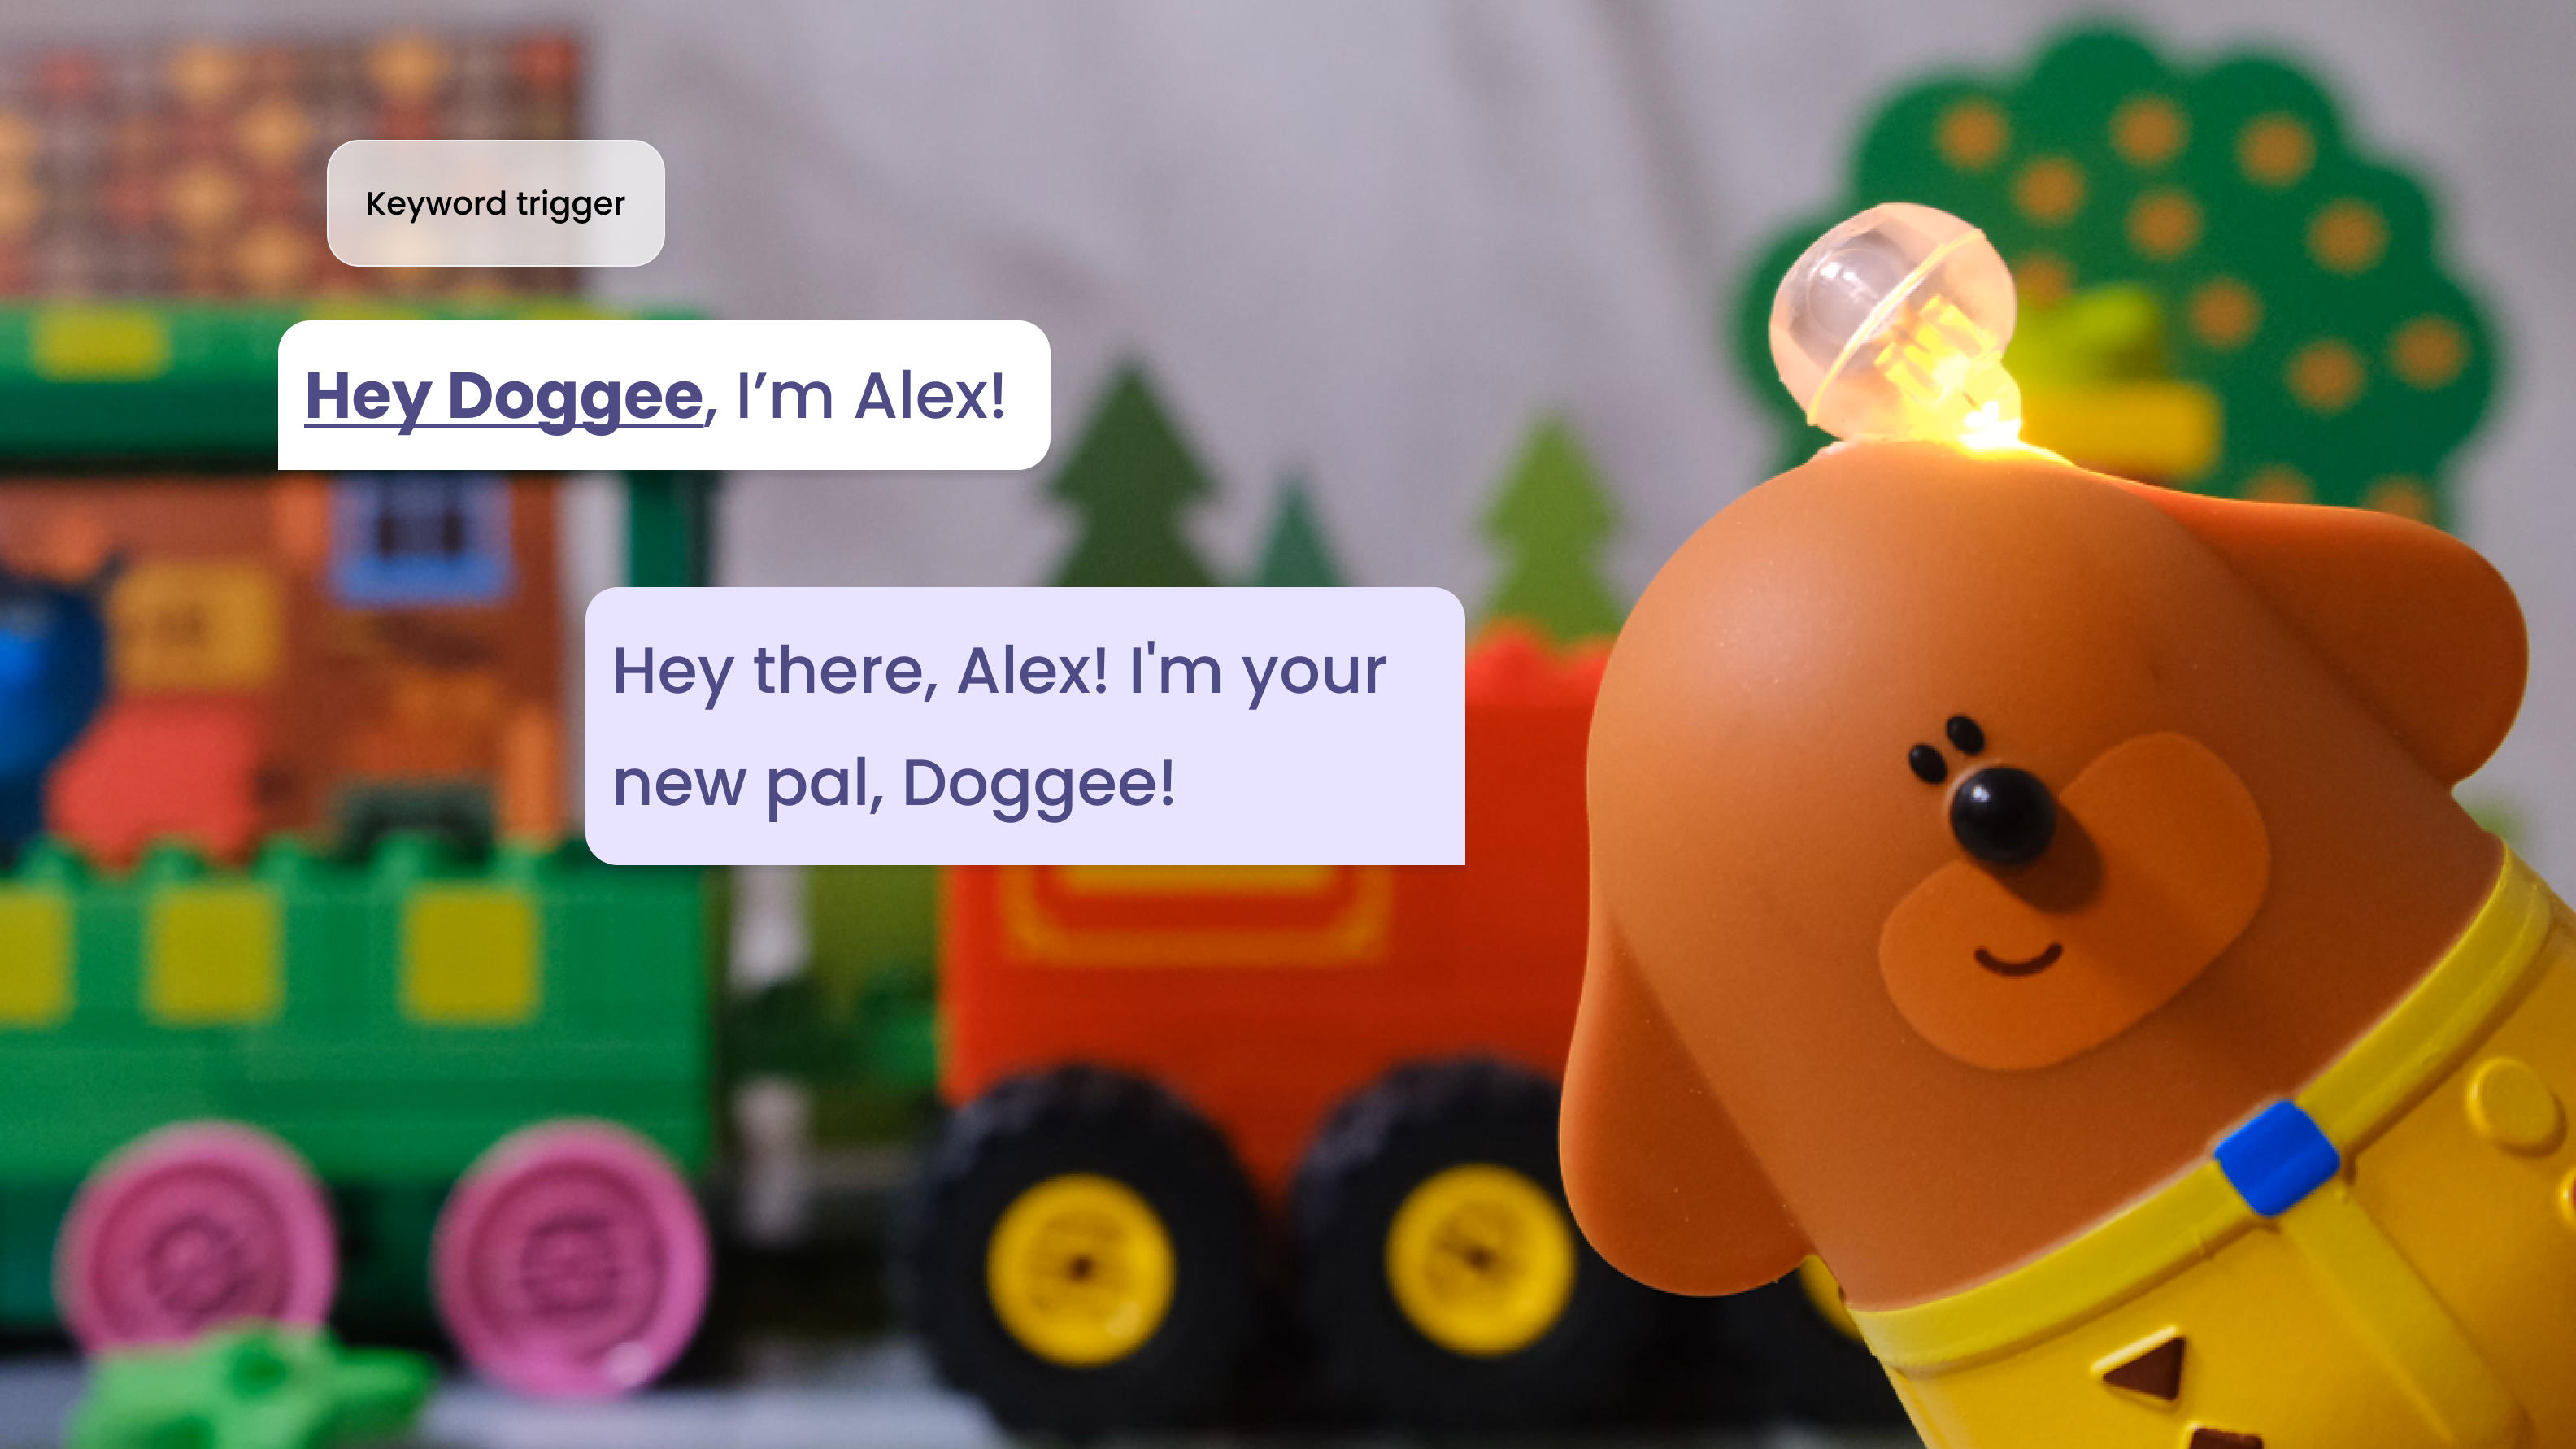 Keyword trigger
Hey Doggee, I’m Alex!
Hey there, Alex! I'm your
new pal, Doggee!